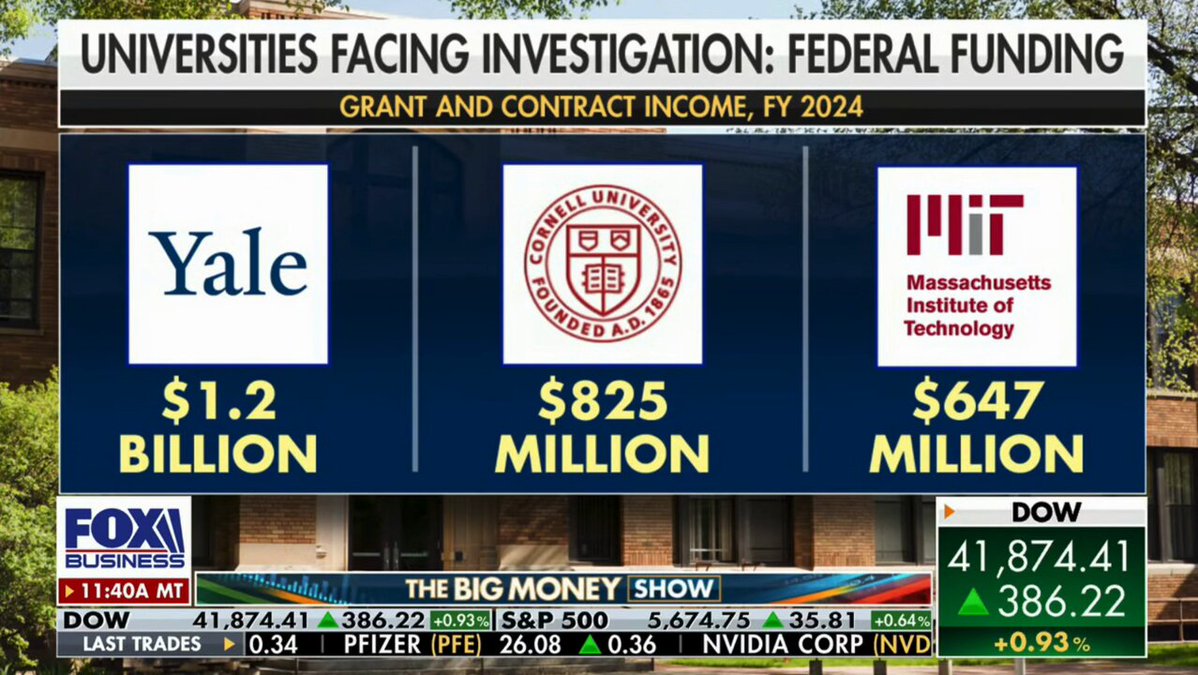 UNIVERSITIES FACING INVESTIGATION: FEDERAL FUNDING
GRANT AND CONTRACT INCOME, FY 2024
Yale
$1.2
BILLION
CORNELL UNIVERSITY
FOUNDED A.D. 1865
$825
MILLION
MIT
Massachusetts
Institute of
Technology
$647
MILLION
FOX
BUSINESS
11:40A MT
THE BIG MONEY SHOW
DOW
41,874.41
▲386.22
+0.93%
DOW 41,874.41 ▲386.22 +0.93% S&P 500 5,674.75 ▲35.81 +0.64%
LAST TRADES 0.34 PFIZER (PFE) 26.08 ▲0.36 NVIDIA CORP (NVD